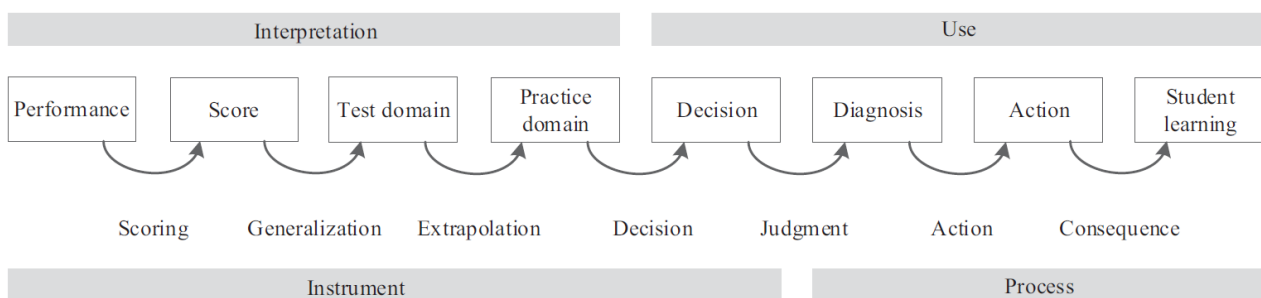 Interpretation
Use
Performance
Score
Test domain
Practice
domain
Decision
Diagnosis
Action
Student
learning
Scoring
Generalization
Extrapolation
Decision
Judgment
Action
Consequence
Instrument
Process